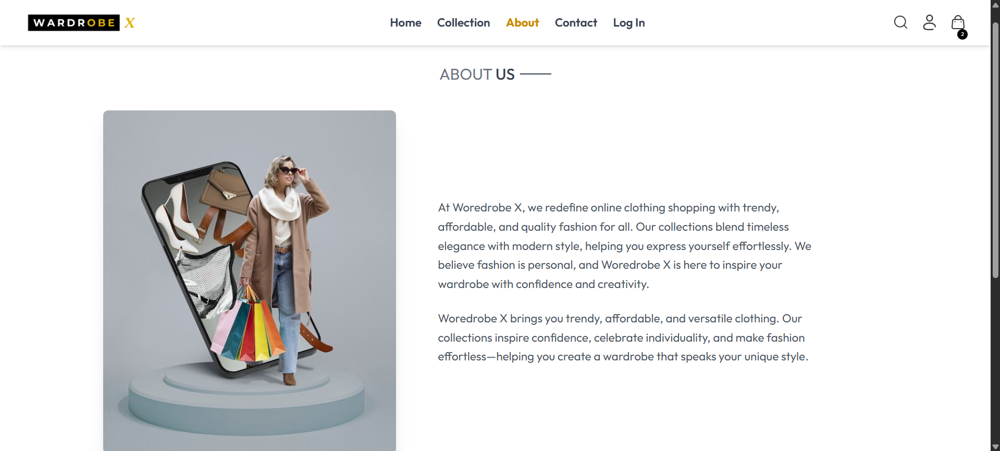 WARDROBE X
Home Collection About Contact Log In
2
ABOUT US
At Woredrobe X, we redefine online clothing shopping with trendy,
affordable, and quality fashion for all. Our collections blend timeless
elegance with modern style, helping you express yourself effortlessly. We
believe fashion is personal, and Woredrobe X is here to inspire your
wardrobe with confidence and creativity.
Woredrobe X brings you trendy, affordable, and versatile clothing. Our
collections inspire confidence, celebrate individuality, and make fashion
effortless—helping you create a wardrobe that speaks your unique style.